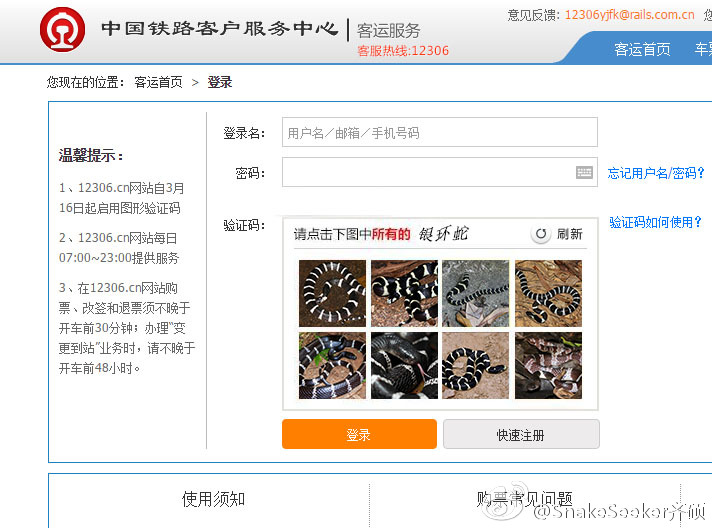 中国铁路客户服务中心
客运服务
客服热线:12306
意见反馈: 12306yjfk@rails.com.cn 您
客运首页 车票
您现在的位置： 客运首页 > 登录
温馨提示：
1、12306.cn网站自3月
16日起启用图形验证码
2、12306.cn网站每日
07:00~23:00提供服务
3、在12306.cn网站购
票、改签和退票须不晚于
开车前30分钟；办理“变
更到站”业务时，请不晚于
开车前48小时。
登录名：
用户名／邮箱／手机号码
密码：
忘记用户名/密码?
验证码：
请点击下图中所有的 银环蛇
刷新
验证码如何使用?
登录
快速注册
使用须知
购票常见问题
@SnakeSeeker齐硕